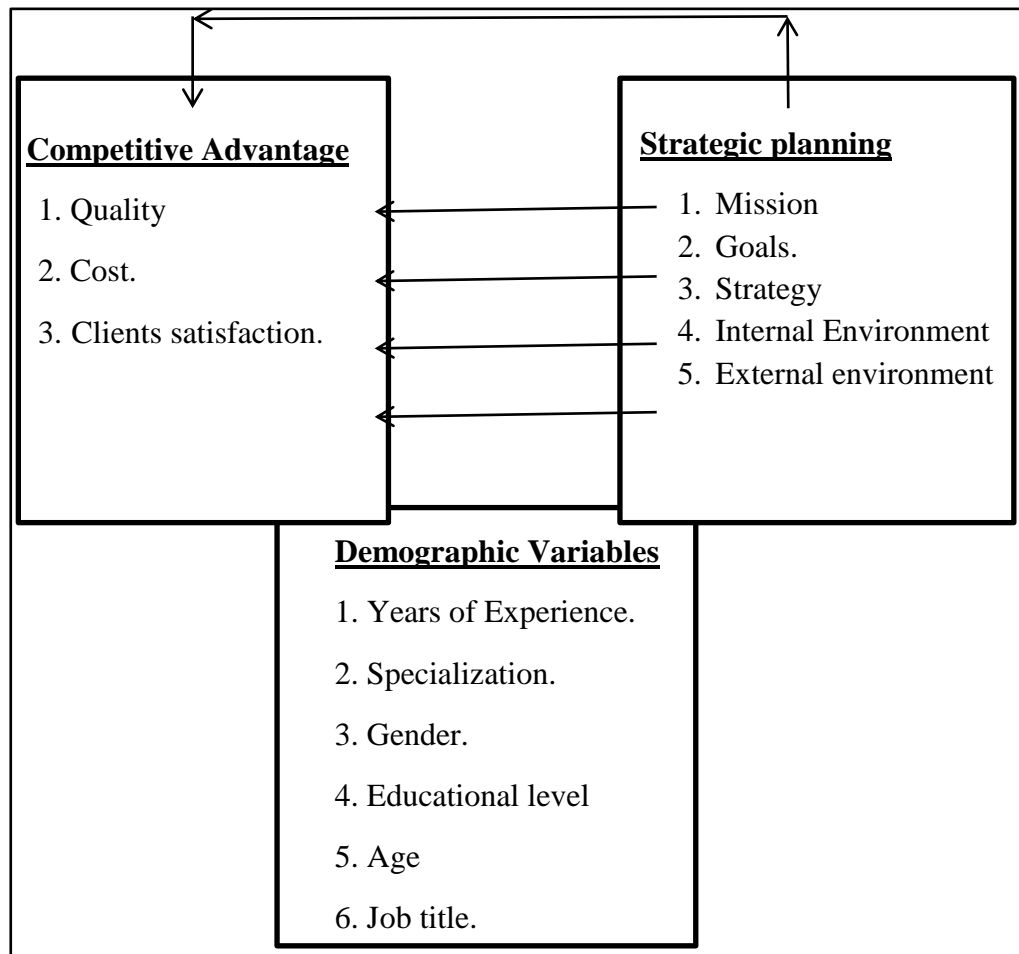 Competitive Advantage
1. Quality
2. Cost.
3. Clients satisfaction.
Strategic planning
1. Mission
2. Goals.
3. Strategy
4. Internal Environment
5. External environment
Demographic Variables
1. Years of Experience.
2. Specialization.
3. Gender.
4. Educational level
5. Age
6. Job title.